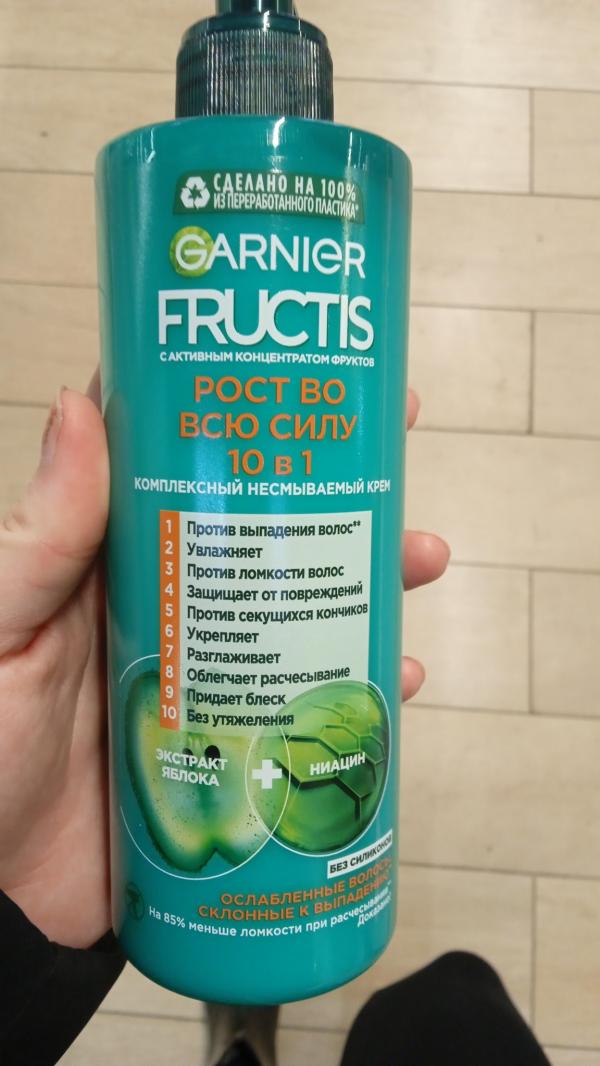 СДЕЛАНО НА 100%
ИЗ ПЕРЕРАБОТАННОГО ПЛАСТИКА*
GARNIER
FRUCTIS
С АКТИВНЫМ КОНЦЕНТРАТОМ ФРУКТОВ
РОСТ ВО
ВСЮ СИЛУ
10 в 1
КОМПЛЕКСНЫЙ НЕСМЫВАЕМЫЙ КРЕМ
1 Против выпадения волос**
2 Увлажняет
3 Против ломкости волос
4 Защищает от повреждений
5 Против секущихся кончиков
6 Укрепляет
7 Разглаживает
8 Облегчает расчесывание
9 Придает блеск
10 Без утяжеления
ЭКСТРАКТ
ЯБЛОКА
+
НИАЦИН
БЕЗ СИЛИКОНОВ
ОСЛАБЛЕННЫЕ ВОЛОСЫ,
СКЛОННЫЕ К ВЫПАДЕНИЮ**
На 85% меньше ломкости при расчесывании
Доказано